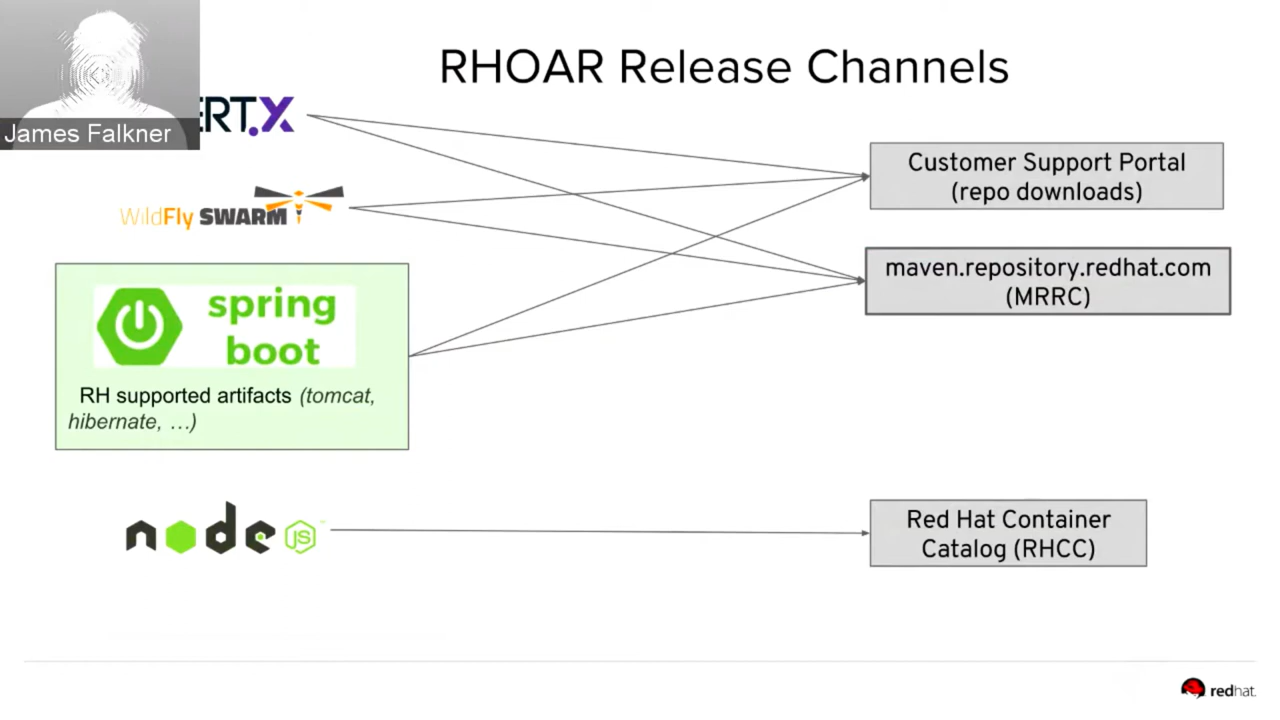 RHOAR Release Channels
James Falkner
ERT.X
WildFly SWARM
spring
boot
RH supported artifacts (tomcat,
hibernate, ...)
node
JS
Customer Support Portal
(repo downloads)
maven.repository.redhat.com
(MRRC)
Red Hat Container
Catalog (RHCC)
redhat.